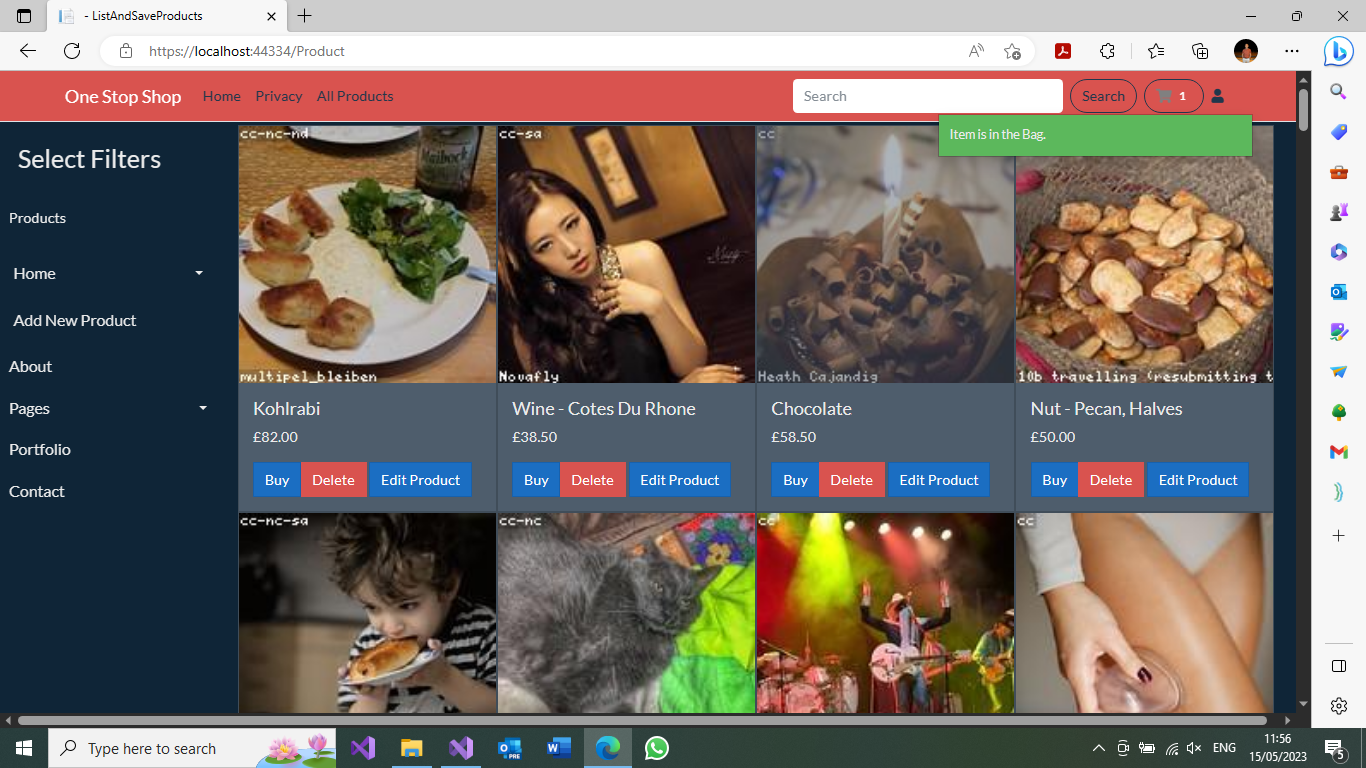 - ListAndSaveProducts
https://localhost:44334/Product
One Stop Shop
Home
Privacy
All Products
Search
Search
1
Item is in the Bag.
Select Filters
Products
Home
Add New Product
About
Pages
Portfolio
Contact
cc-nc-nd
Maibock
multipel_bleiben
cc-sa
Novafly
cc
Heath Cajandig
10b travelling (resubmitting t
Kohlrabi
£82.00
Buy
Delete
Edit Product
Wine - Cotes Du Rhone
£38.50
Buy
Delete
Edit Product
Chocolate
£58.50
Buy
Delete
Edit Product
Nut - Pecan, Halves
£50.00
Buy
Delete
Edit Product
cc-nc-sa
cc-nc
cc
cc
Type here to search
ENG
11:56
15/05/2023
5